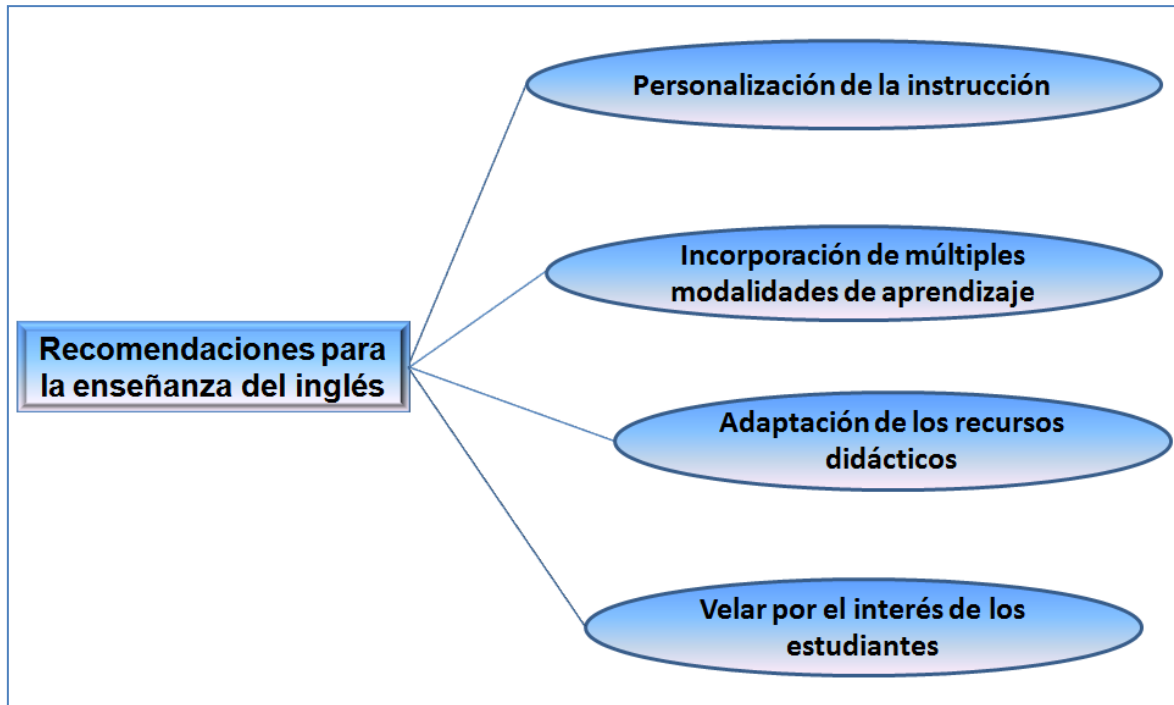 Personalización de la instrucción
Incorporación de múltiples
modalidades de aprendizaje
Recomendaciones para
la enseñanza del inglés
Adaptación de los recursos
didácticos
Velar por el interés de los
estudiantes